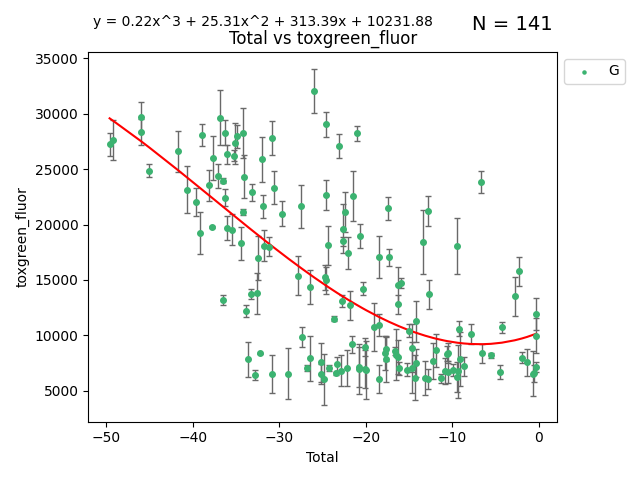 y = 0.22x^3 + 25.31x^2 + 313.39x + 10231.88
N = 141
Total vs toxgreen_fluor
G
toxgreen_fluor
35000
30000
25000
20000
15000
10000
5000
−50 −40 −30 −20 −10 0
Total